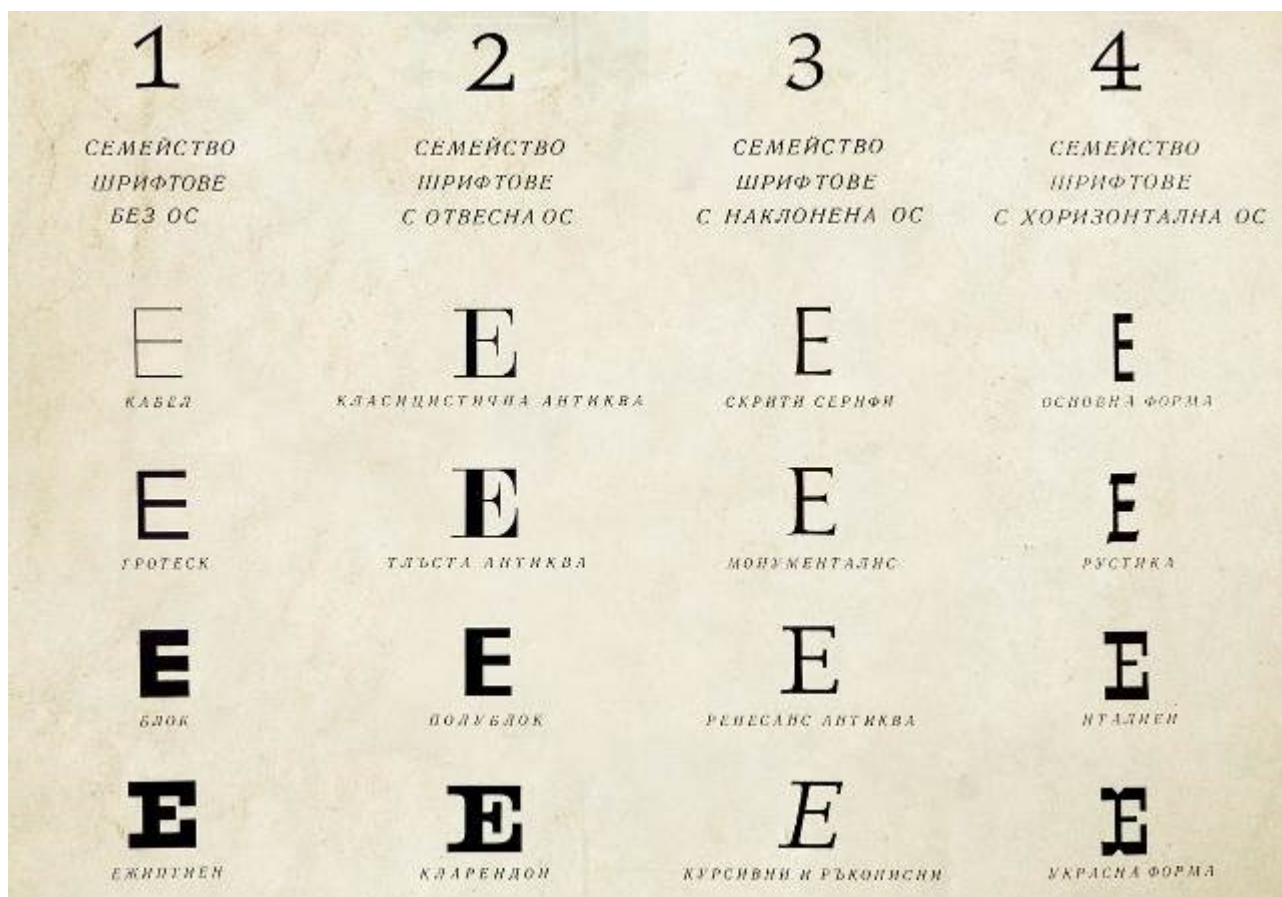 1
СЕМЕЙСТВО
ШРИФТОВЕ
БЕЗ ОС
2
СЕМЕЙСТВО
ШРИФТОВЕ
С ОТВЕСНА ОС
3
СЕМЕЙСТВО
ШРИФТОВЕ
С НАКЛОНЕНА ОС
4
СЕМЕЙСТВО
ШРИФТОВЕ
С ХОРИЗОНТАЛНА ОС
Е Е Е Е
КАБЕЛ КЛАСИЦИСТИЧНА АНТИКВА СКРИТИ СЕРИФИ ОСНОВНА ФОРМА
Е Е Е Е
ГРОТЕСК ТЛЪСТА АНТИКВА МОНУМЕНТАЛИС РУСТИКА
Е Е Е Е
БЛОК ПОЛУБЛОК РЕНЕСАНС АНТИКВА ИТАЛИЕН
Е Е Е Е
ЕЖИПТИЕН КЛАРЕНДОН КУРСИВНИ И РЪКОПИСНИ УКРАСНА ФОРМА